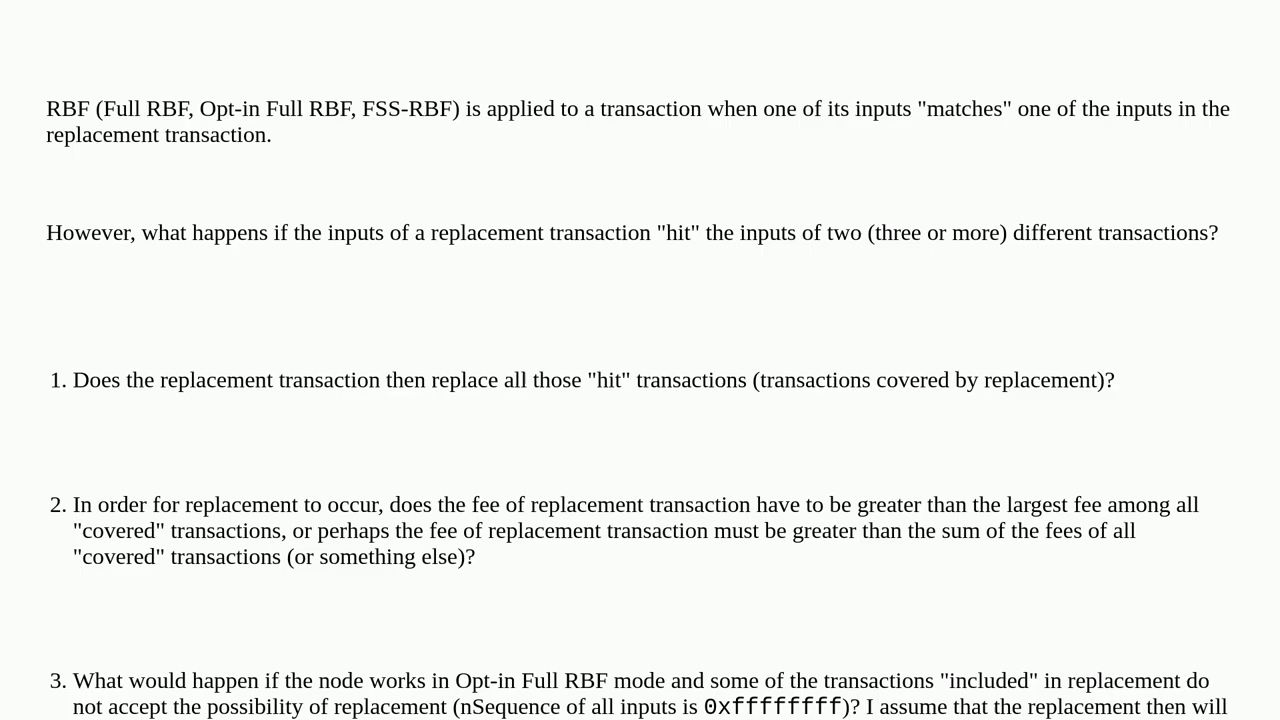 RBF (Full RBF, Opt-in Full RBF, FSS-RBF) is applied to a transaction when one of its inputs "matches" one of the inputs in the
replacement transaction.
However, what happens if the inputs of a replacement transaction "hit" the inputs of two (three or more) different transactions?
1. Does the replacement transaction then replace all those "hit" transactions (transactions covered by replacement)?
2. In order for replacement to occur, does the fee of replacement transaction have to be greater than the largest fee among all
"covered" transactions, or perhaps the fee of replacement transaction must be greater than the sum of the fees of all
"covered" transactions (or something else)?
3. What would happen if the node works in Opt-in Full RBF mode and some of the transactions "included" in replacement do
not accept the possibility of replacement (nSequence of all inputs is 0xffffffff)? I assume that the replacement then will